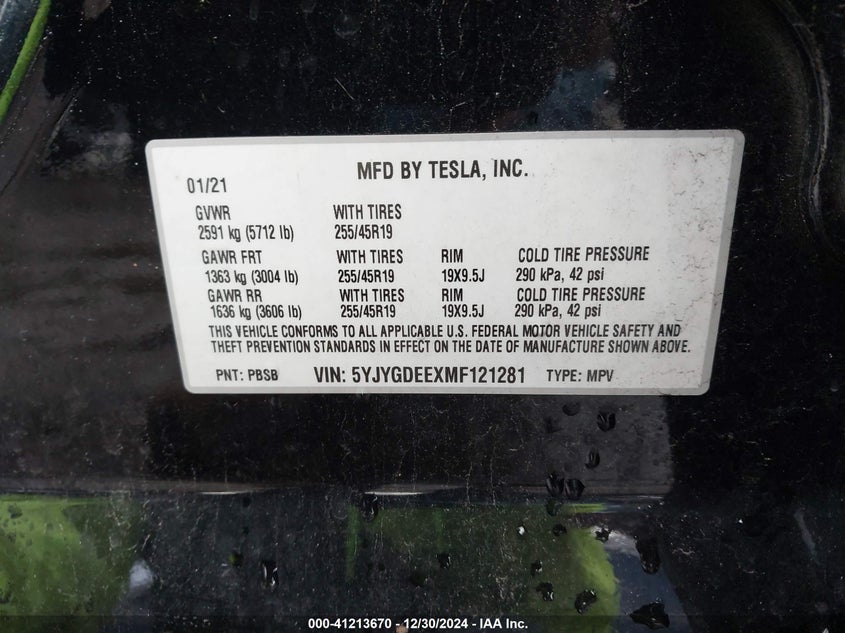 MFD BY TESLA, INC.
01/21
GVWR WITH TIRES
2591 kg (5712 lb) 255/45R19
GAWR FRT WITH TIRES RIM COLD TIRE PRESSURE
1363 kg (3004 lb) 255/45R19 19X9.5J 290 kPa, 42 psi
GAWR RR WITH TIRES RIM COLD TIRE PRESSURE
1636 kg (3606 lb) 255/45R19 19X9.5J 290 kPa, 42 psi
THIS VEHICLE CONFORMS TO ALL APPLICABLE U.S. FEDERAL MOTOR VEHICLE SAFETY AND
THEFT PREVENTION STANDARDS IN EFFECT ON THE DATE OF MANUFACTURE SHOWN ABOVE.
PNT: PBSB VIN: 5YJYGDEEXMF121281 TYPE: MPV
000-41213670 - 12/30/2024 - IAA Inc.